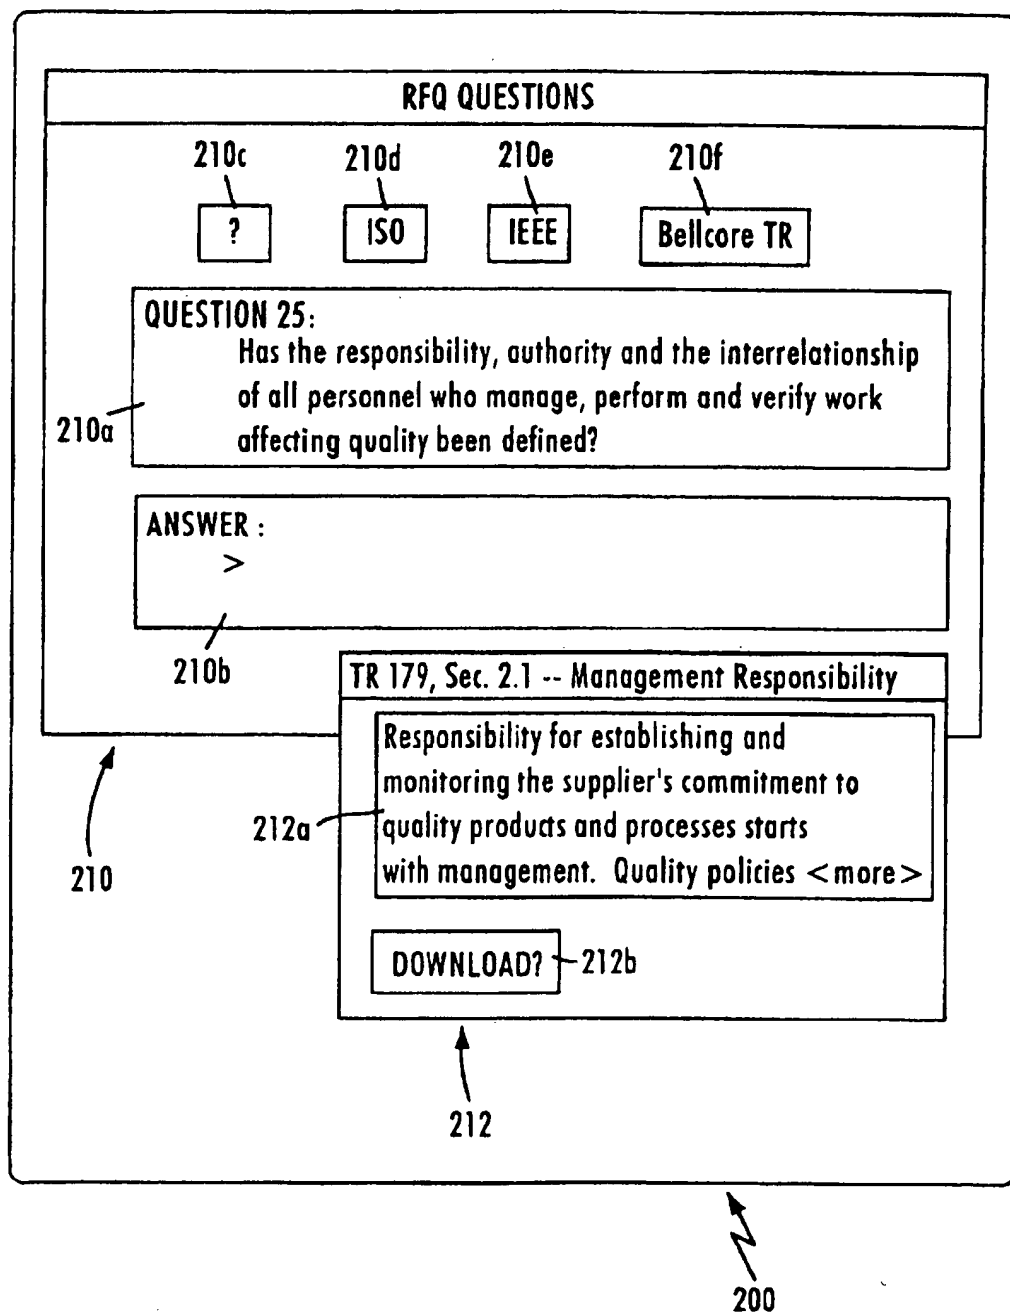 RFQ QUESTIONS
210c 210d 210e 210f
? ISO IEEE Bellcore TR
QUESTION 25:
Has the responsibility, authority and the interrelationship
of all personnel who manage, perform and verify work
affecting quality been defined?
210a
ANSWER :
>
210b
TR 179, Sec. 2.1 -- Management Responsibility
Responsibility for establishing and
monitoring the supplier's commitment to
quality products and processes starts
with management. Quality policies <more>
212a
210
DOWNLOAD?
212b
212
200